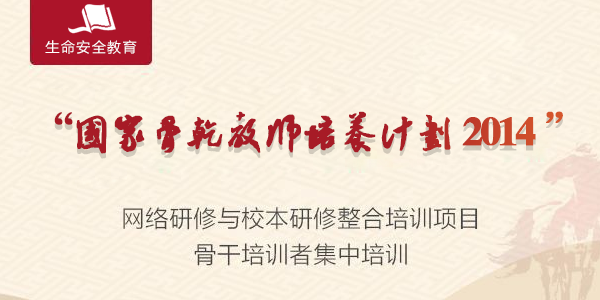 生命安全教育
“國家骨乾教师培养计划 2014”
网络研修与校本研修整合培训项目
骨干培训者集中培训